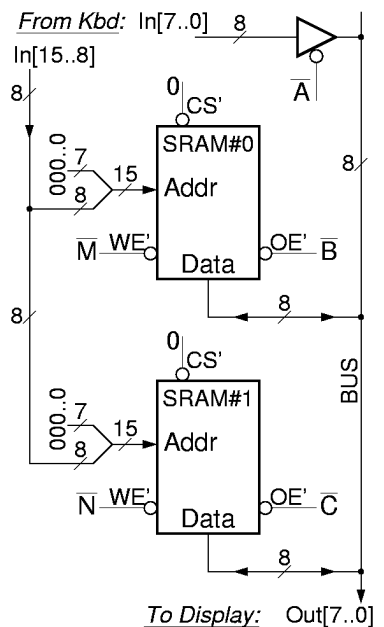 From Kbd: In[7..0] 8
In[15..8]
A
8
0
CS'
SRAM#0
000..0
7
15
Addr
8
8
M WE'
OE' B
Data
8
8
0
CS'
BUS
SRAM#1
000..0
7
15
Addr
8
N WE'
OE' C
Data
8
To Display: Out[7..0]